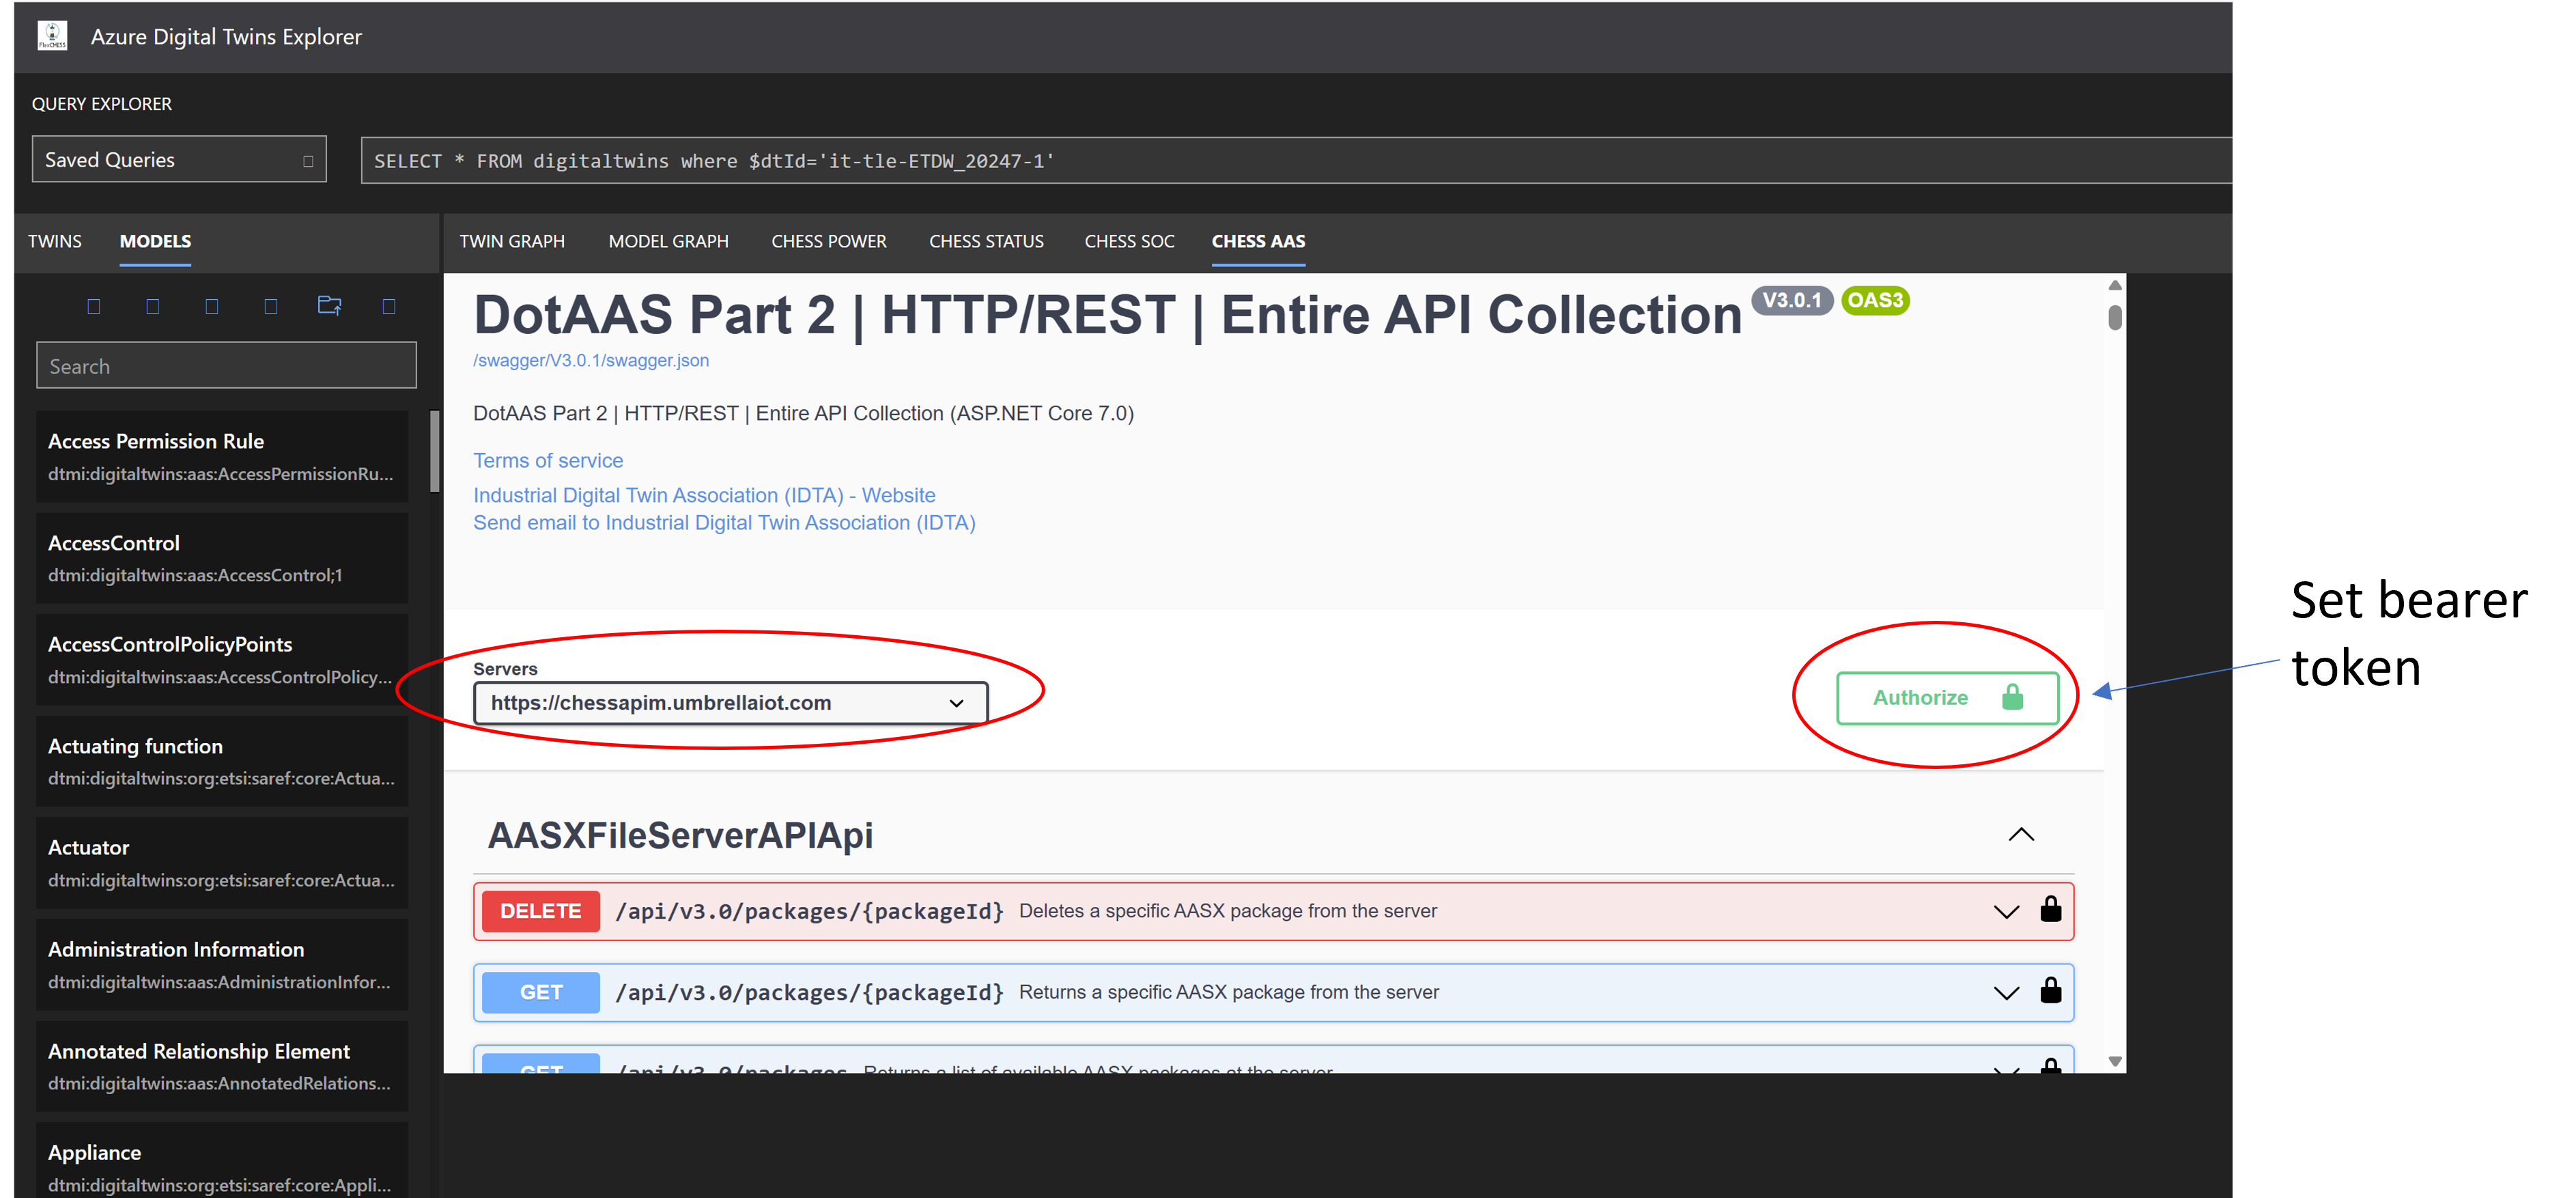 FlexCHESS
Azure Digital Twins Explorer
QUERY EXPLORER
Saved Queries
SELECT * FROM digitaltwins where $dtId='it-tle-ETDW_20247-1'
TWINS MODELS
TWIN GRAPH MODEL GRAPH CHESS POWER CHESS STATUS CHESS SOC CHESS AAS
Search
Access Permission Rule
dtmi:digitaltwins:aas:AccessPermissionRu...
AccessControl
dtmi:digitaltwins:aas:AccessControl;1
AccessControlPolicyPoints
dtmi:digitaltwins:aas:AccessControlPolicy...
Actuating function
dtmi:digitaltwins:org:etsi:saref:core:Actua...
Actuator
dtmi:digitaltwins:org:etsi:saref:core:Actua...
Administration Information
dtmi:digitaltwins:aas:AdministrationInfor...
Annotated Relationship Element
dtmi:digitaltwins:aas:AnnotatedRelations...
Appliance
dtmi:digitaltwins:org:etsi:saref:core:Appli...
DotAAS Part 2 | HTTP/REST | Entire API Collection V3.0.1 OAS3
/swagger/V3.0.1/swagger.json
DotAAS Part 2 | HTTP/REST | Entire API Collection (ASP.NET Core 7.0)
Terms of service
Industrial Digital Twin Association (IDTA) - Website
Send email to Industrial Digital Twin Association (IDTA)
Servers
https://chessapim.umbrellaiot.com
Authorize
AASXFileServerAPIApi
DELETE /api/v3.0/packages/{packageId} Deletes a specific AASX package from the server
GET /api/v3.0/packages/{packageId} Returns a specific AASX package from the server
GET /api/v3.0/packages Returns a list of available AASX packages at the server
Set bearer
token